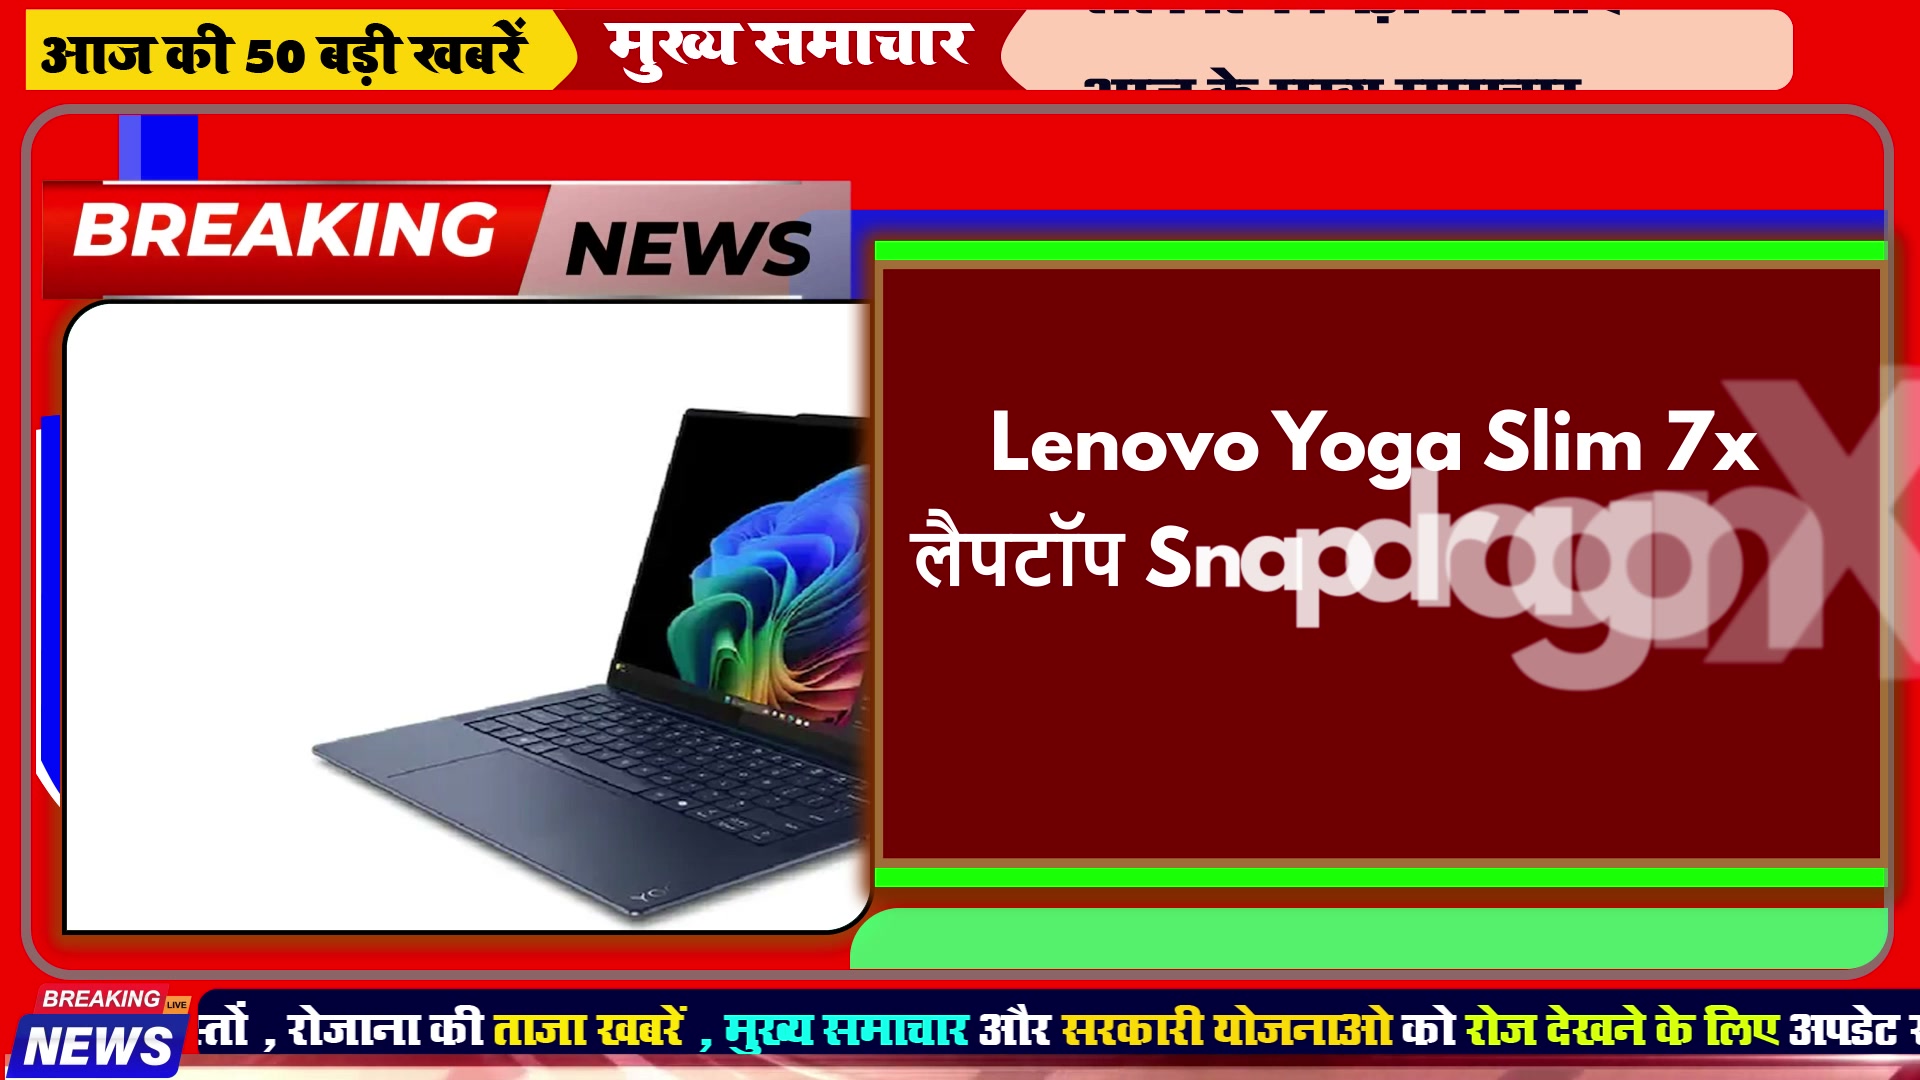 आज की 50 बड़ी खबरें
मुख्य समाचार
BREAKING NEWS
Lenovo Yoga Slim 7x
लैपटॉप Snapdragon X
BREAKING
LIVE
NEWS
रोजाना की ताजा खबरें , मुख्य समाचार और सरकारी योजनाओ को रोज देखने के लिए अपडेट